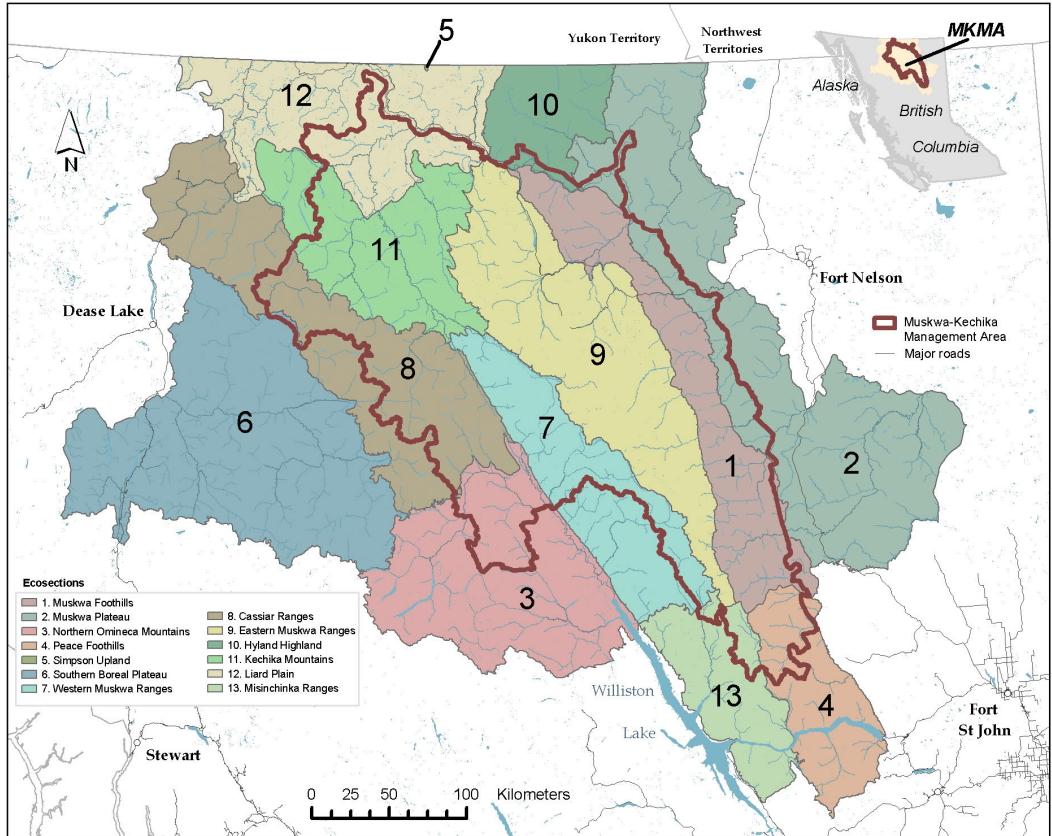 5
Yukon Territory
Northwest
Territories
MKMA
Alaska
British
Columbia
12
10
N
11
Fort Nelson
Dease Lake
Muskwa-Kechika
Management Area
Major roads
9
8
6
7
1
2
3
Ecosections
1. Muskwa Foothills
2. Muskwa Plateau
3. Northern Omineca Mountains
4. Peace Foothills
5. Simpson Upland
6. Southern Boreal Plateau
7. Western Muskwa Ranges
8. Cassiar Ranges
9. Eastern Muskwa Ranges
10. Hyland Highland
11. Kechika Mountains
12. Liard Plain
13. Misinchinka Ranges
Williston
Lake
13
4
Fort
St John
Stewart
0 25 50 100 Kilometers